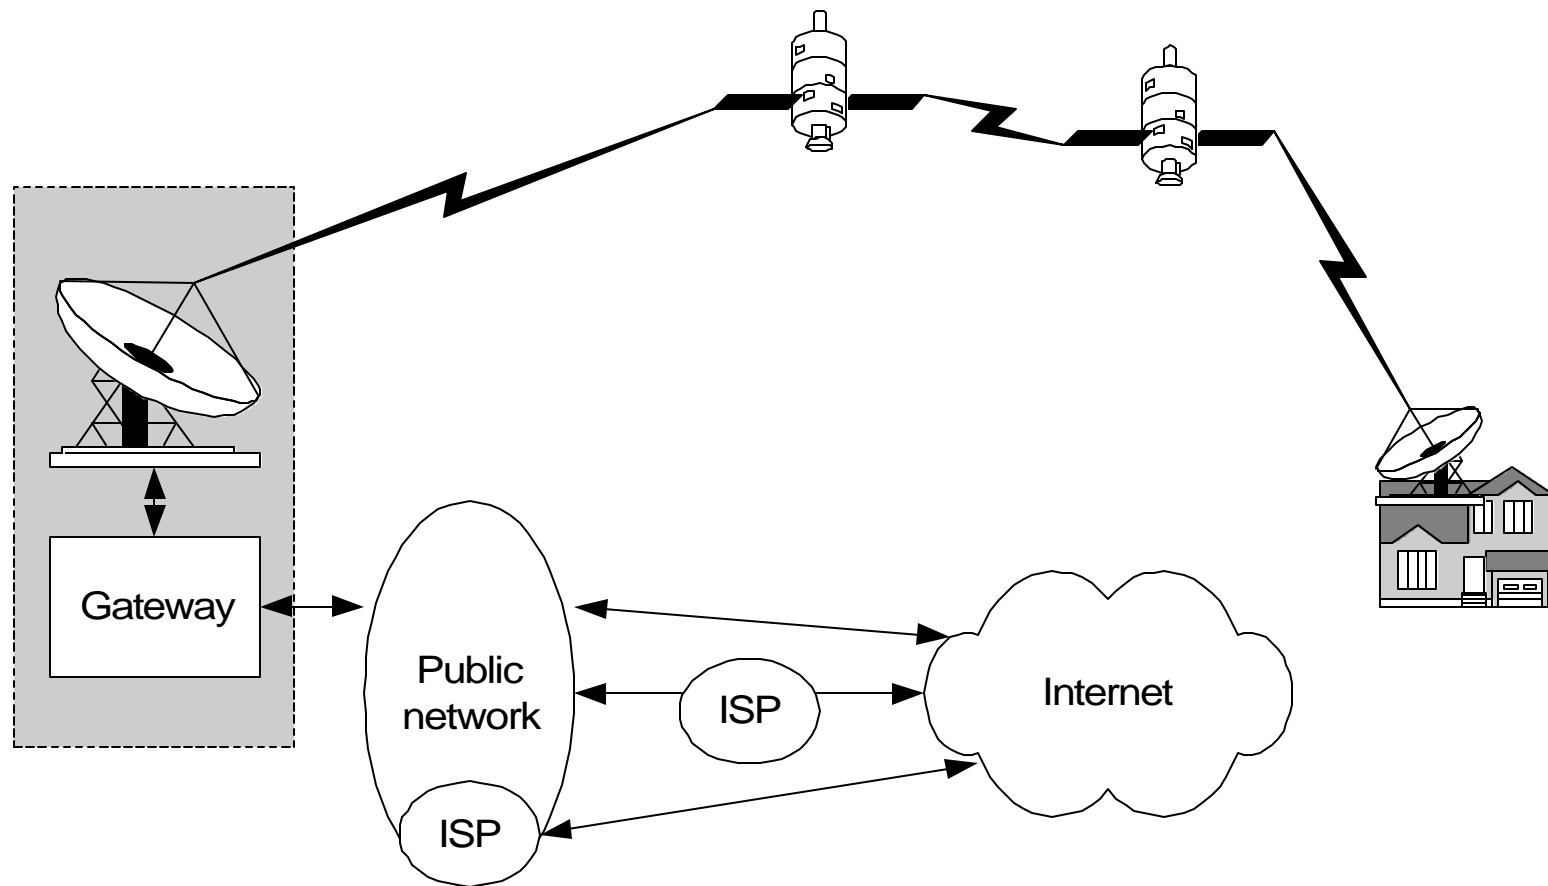 Gateway
Public
network
ISP
Internet
ISP